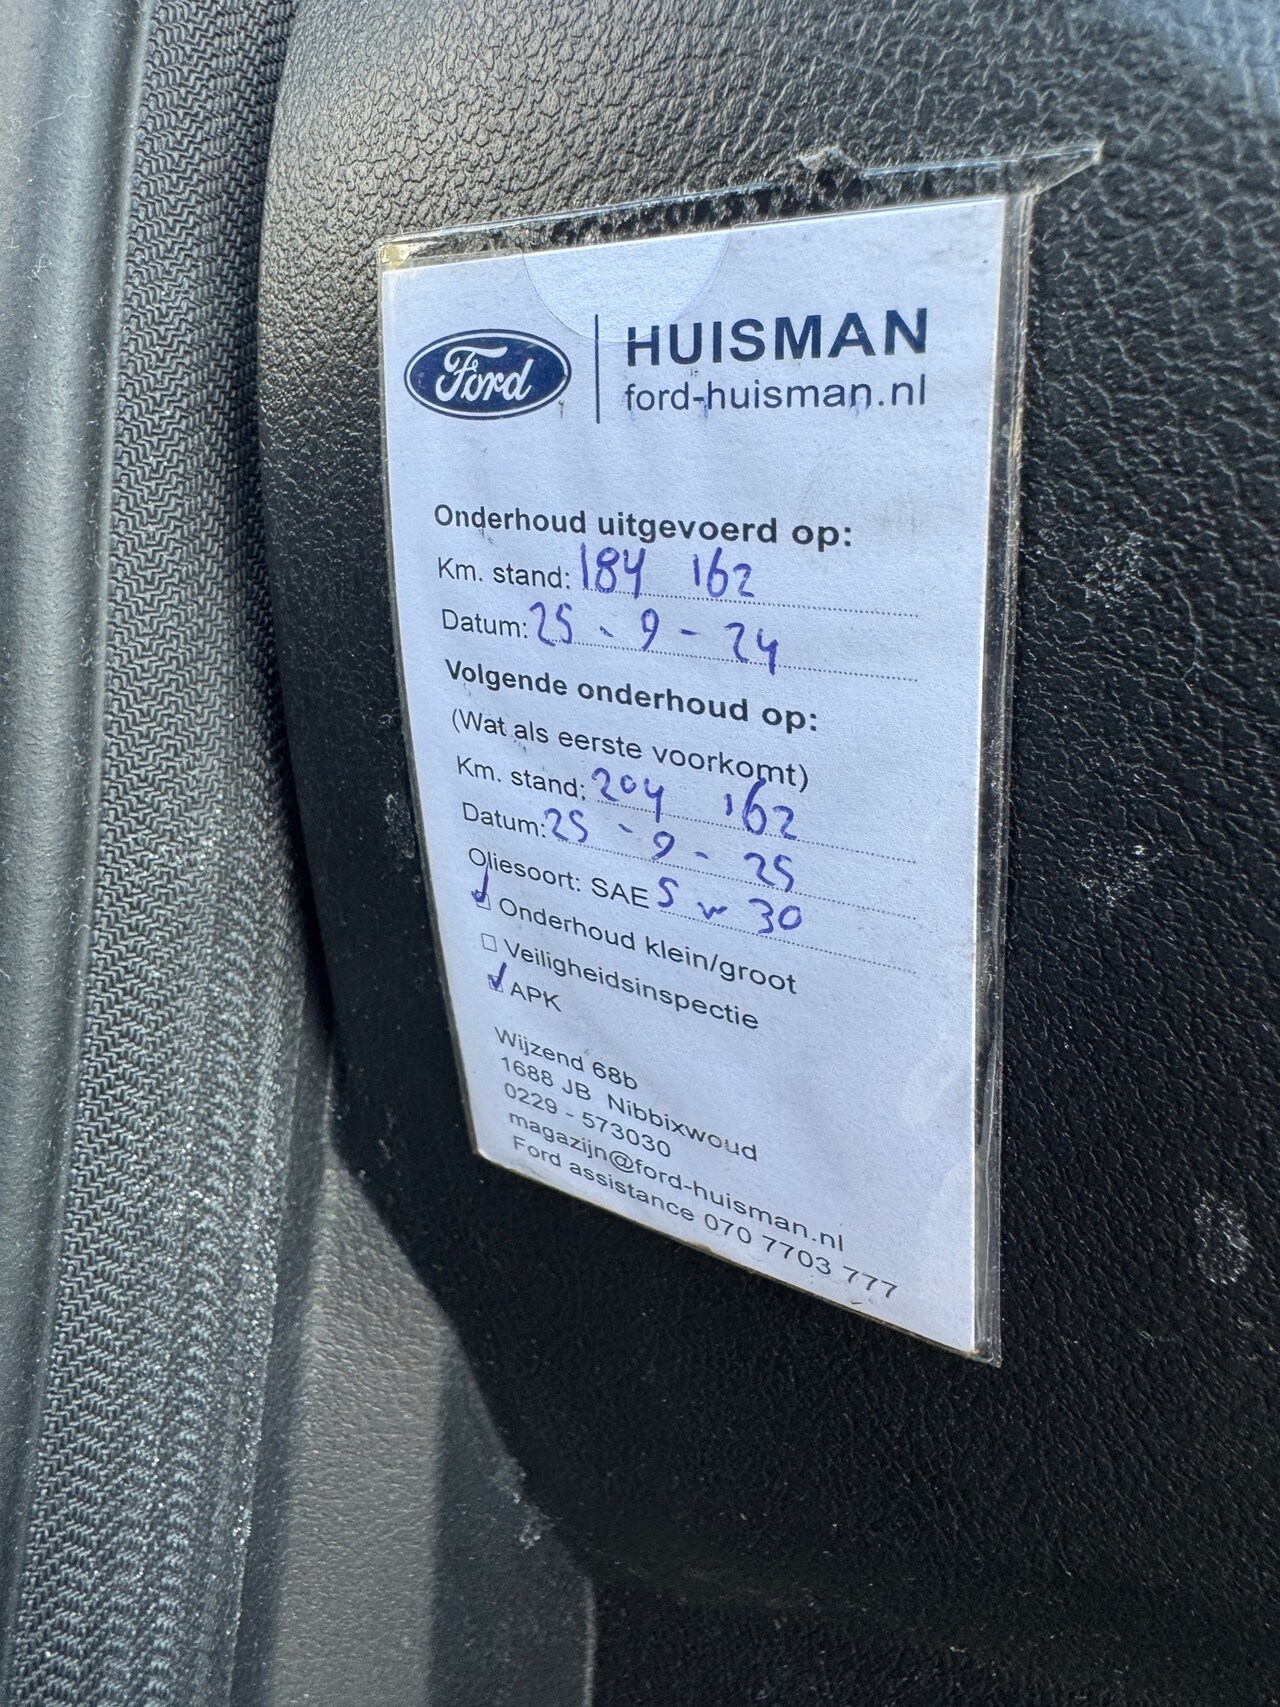 Ford
HUISMAN
ford-huisman.nl
Onderhoud uitgevoerd op:
Km. stand: 184 162
Datum: 25 - 9 - 24
Volgende onderhoud op:
(Wat als eerste voorkomt)
Km. stand: 204 162
Datum: 25 - 9 - 25
Oliesoort: SAE 5 w 30
Onderhoud klein/groot
Veiligheidsinspectie
APK
Wijzend 68b
1688 JB Nibbixwoud
0229 - 573030
magazijn@ford-huisman.nl
Ford assistance 070 7703 777